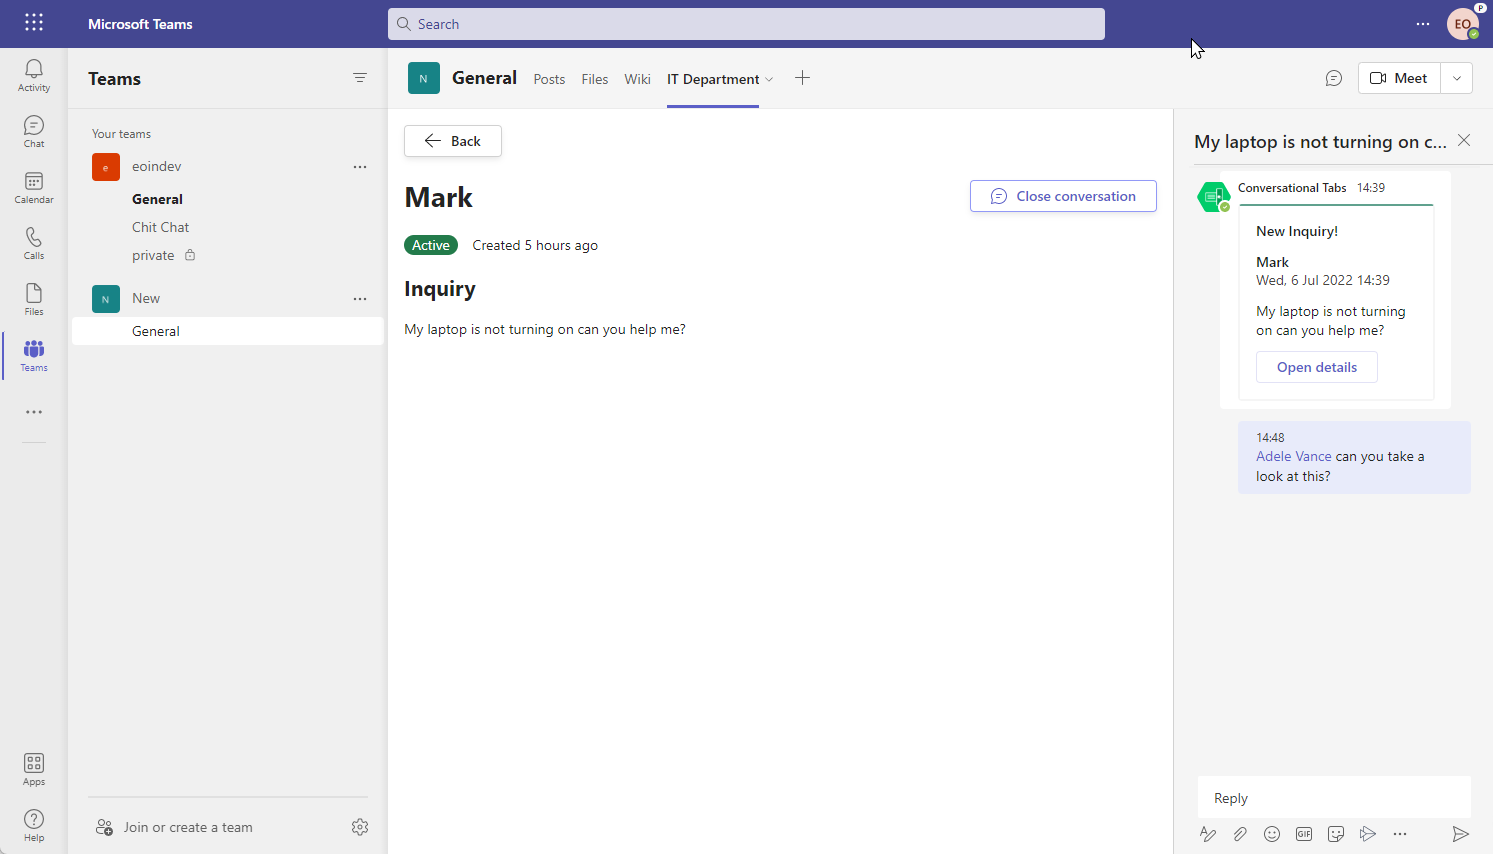 Microsoft Teams
Search
P
EO
Activity
Chat
Calendar
Calls
Files
Teams
Apps
Help
Teams
Your teams
e
eoindev
General
Chit Chat
private
N
New
General
Join or create a team
N
General
Posts
Files
Wiki
IT Department
Meet
Back
Mark
Close conversation
Active
Created 5 hours ago
Inquiry
My laptop is not turning on can you help me?
My laptop is not turning on c...
Conversational Tabs 14:39
New Inquiry!
Mark
Wed, 6 Jul 2022 14:39
My laptop is not turning
on can you help me?
Open details
14:48
Adele Vance can you take a
look at this?
Reply
GIF